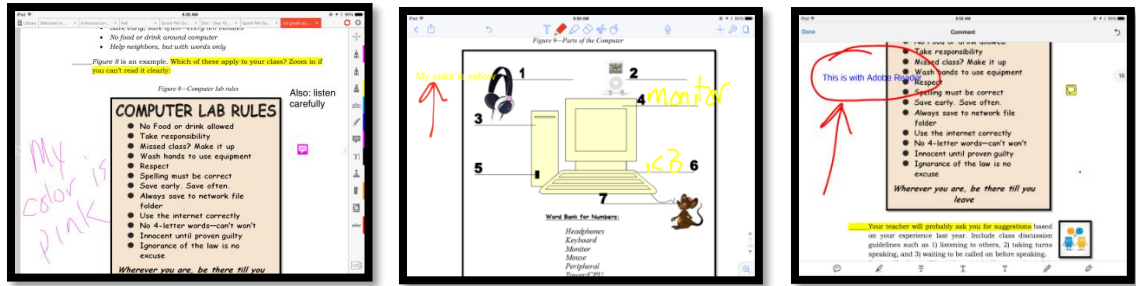 No food or drink around computer
Help neighbors, but with words only
Figure 8 is an example. Which of these apply to your class? Zoom in if
you can't read it clearly:
Figure 8—Computer lab rules
Also: listen
carefully
COMPUTER LAB RULES
No Food or drink allowed
Take responsibility
Missed class? Make it up
Wash hands to use equipment
Respect
Spelling must be correct
Save early. Save often.
Always save to network file
folder
Use the internet correctly
No 4-letter words—can't won't
Innocent until proven guilty
Ignorance of the law is no
excuse
Wherever you are, be there till you
My
color is
pink
Figure 9—Parts of the Computer
My color is yellow
1
2
3
4
monitor
5
<3
6
7
Word Bank for Numbers:
Headphones
Keyboard
Monitor
Mouse
Peripheral
Tower/CPU
Done
Comment
No Food or drink allowed
Take responsibility
Missed class? Make it up
Wash hands to use equipment
This is with Adobe Reader
Respect
Spelling must be correct
Save early. Save often.
Always save to network file
folder
Use the internet correctly
No 4-letter words—can't won't
Innocent until proven guilty
Ignorance of the law is no
excuse
Wherever you are, be there till you
leave
Your teacher will probably ask you for suggestions based
on your experience last year. Include class discussion
guidelines such as 1) listening to others, 2) taking turns
speaking, and 3) waiting to be called on before speaking.